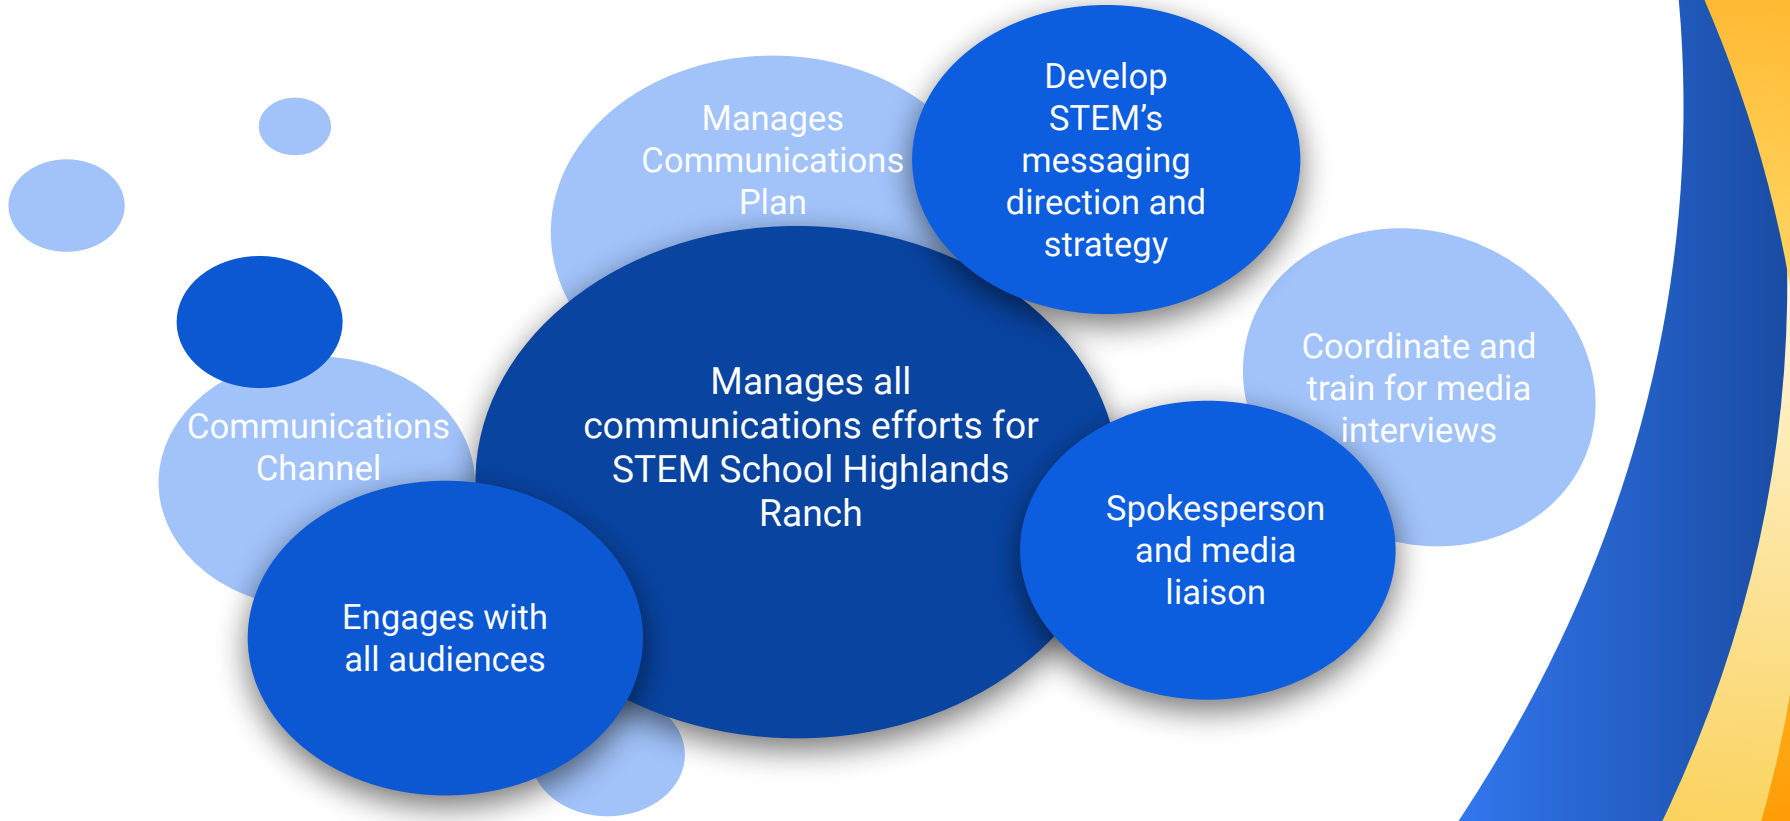 Manages
Communications
Plan
Develop
STEM’s
messaging
direction and
strategy
Coordinate and
train for media
interviews
Manages all
communications efforts for
STEM School Highlands
Ranch
Communications
Channel
Spokesperson
and media
liaison
Engages with
all audiences